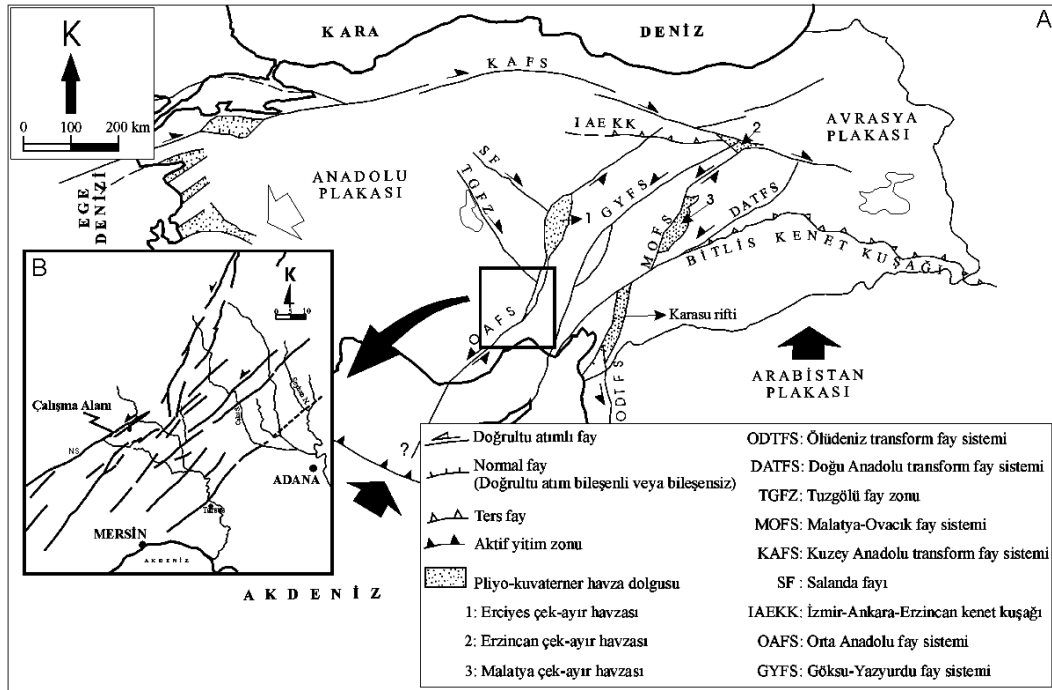 A
K
0 100 200 km
KARA DENİZ
KAFS
IAEKK
2
AVRASYA
PLAKASI
ANADOLU
PLAKASI
EGE
DENİZİ
SF
TGFZ
1
GYFS
MOFS
3
DATFS
BİTLİS KENET KUŞAĞI
OAFS
Karasu rifti
ODTFS
ARABİSTAN
PLAKASI
?
AKDENİZ
B
K
0 5 10
Çalışma Alanı
NS
ADANA
Tarsus
MERSİN
AKDENİZ
Doğrultu atımlı fay
Normal fay
(Doğrultu atım bileşenli veya bileşensiz)
Ters fay
Aktif yitim zonu
Pliyo-kuvaterner havza dolgusu
1: Erciyes çek-ayır havzası
2: Erzincan çek-ayır havzası
3: Malatya çek-ayır havzası
ODTFS: Ölüdeniz transform fay sistemi
DATFS: Doğu Anadolu transform fay sistemi
TGFZ: Tuzgölü fay zonu
MOFS: Malatya-Ovacık fay sistemi
KAFS: Kuzey Anadolu transform fay sistemi
SF : Salanda fayı
IAEKK: İzmir-Ankara-Erzincan kenet kuşağı
OAFS: Orta Anadolu fay sistemi
GYFS: Göksu-Yazyurdu fay sistemi